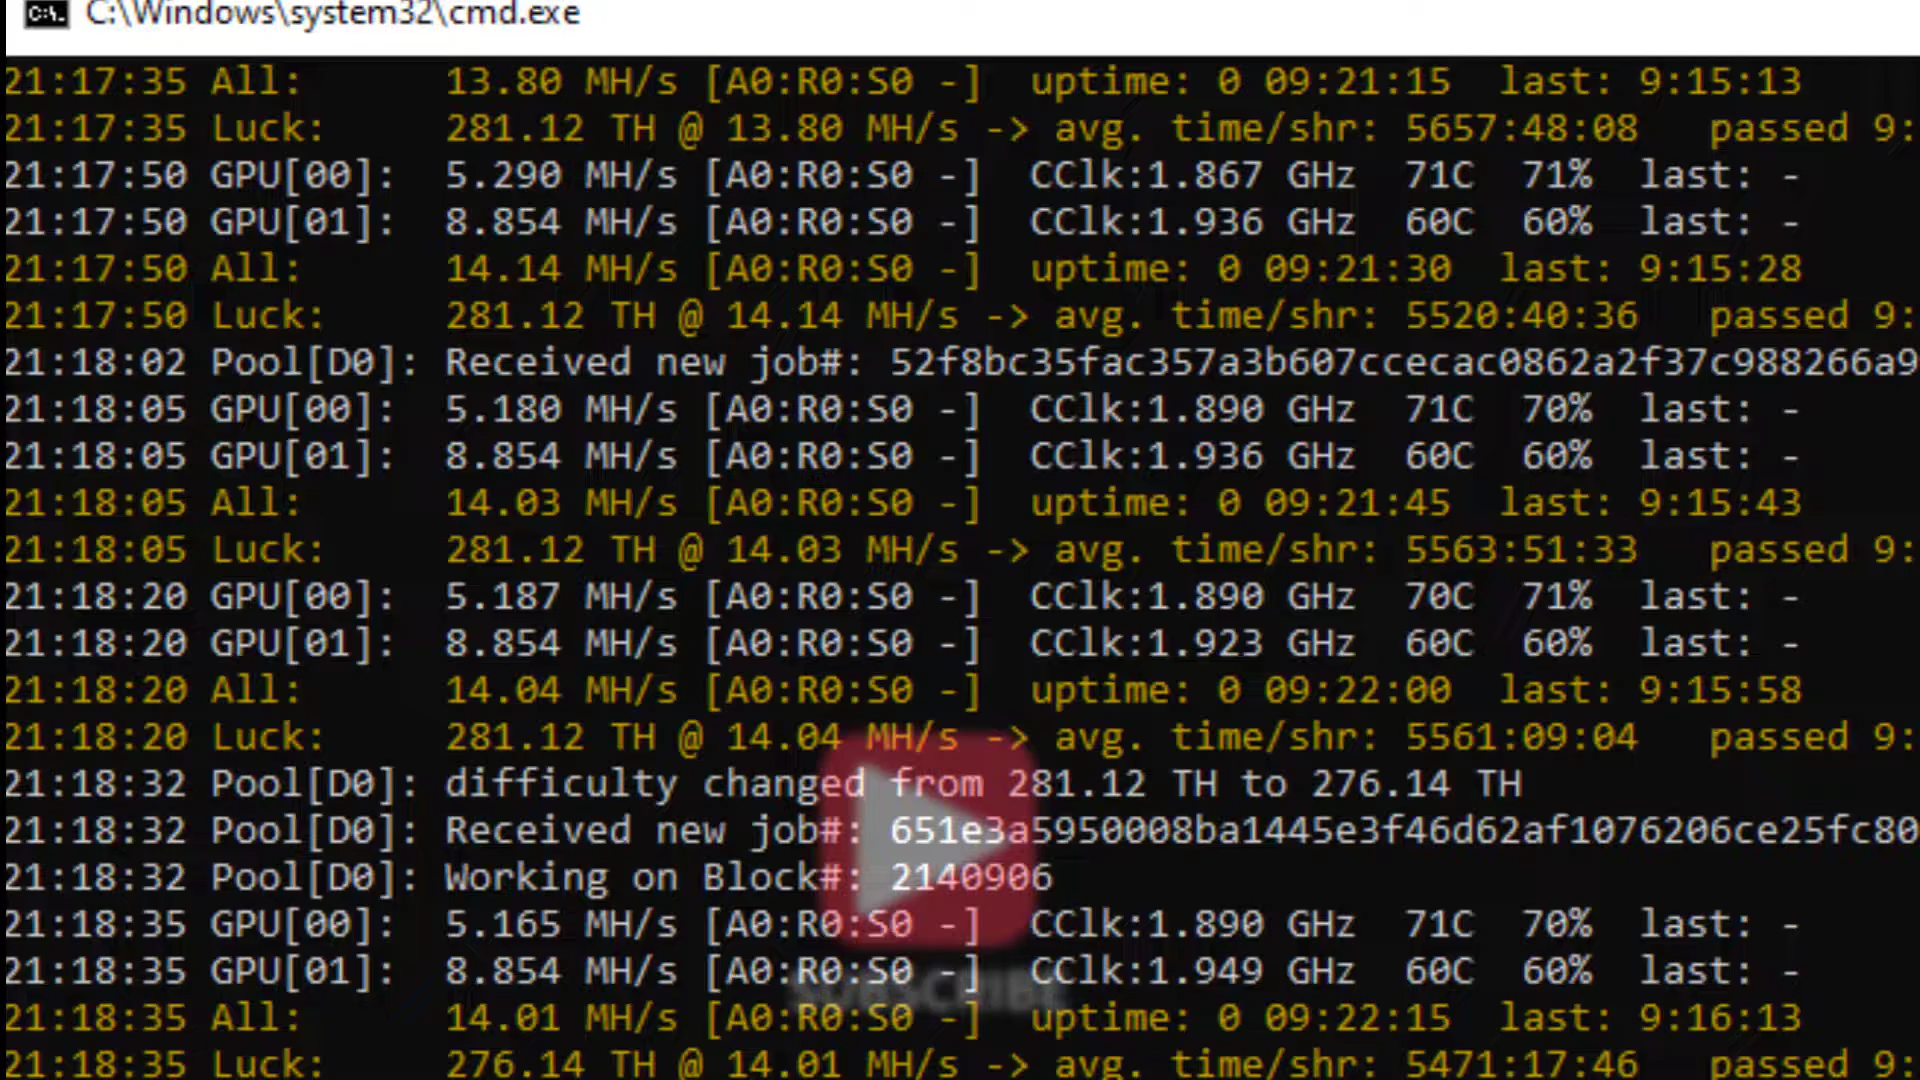 C:\Windows\system32\cmd.exe
21:17:35 All: 13.80 MH/s [A0:R0:S0 -] uptime: 0 09:21:15 last: 9:15:13
21:17:35 Luck: 281.12 TH @ 13.80 MH/s -> avg. time/shr: 5657:48:08 passed 9:
21:17:50 GPU[00]: 5.290 MH/s [A0:R0:S0 -] CClk:1.867 GHz 71C 71% last: -
21:17:50 GPU[01]: 8.854 MH/s [A0:R0:S0 -] CClk:1.936 GHz 60C 60% last: -
21:17:50 All: 14.14 MH/s [A0:R0:S0 -] uptime: 0 09:21:30 last: 9:15:28
21:17:50 Luck: 281.12 TH @ 14.14 MH/s -> avg. time/shr: 5520:40:36 passed 9:
21:18:02 Pool[D0]: Received new job#: 52f8bc35fac357a3b607ccecac0862a2f37c988266a9
21:18:05 GPU[00]: 5.180 MH/s [A0:R0:S0 -] CClk:1.890 GHz 71C 70% last: -
21:18:05 GPU[01]: 8.854 MH/s [A0:R0:S0 -] CClk:1.936 GHz 60C 60% last: -
21:18:05 All: 14.03 MH/s [A0:R0:S0 -] uptime: 0 09:21:45 last: 9:15:43
21:18:05 Luck: 281.12 TH @ 14.03 MH/s -> avg. time/shr: 5563:51:33 passed 9:
21:18:20 GPU[00]: 5.187 MH/s [A0:R0:S0 -] CClk:1.890 GHz 70C 71% last: -
21:18:20 GPU[01]: 8.854 MH/s [A0:R0:S0 -] CClk:1.923 GHz 60C 60% last: -
21:18:20 All: 14.04 MH/s [A0:R0:S0 -] uptime: 0 09:22:00 last: 9:15:58
21:18:20 Luck: 281.12 TH @ 14.04 MH/s -> avg. time/shr: 5561:09:04 passed 9:
21:18:32 Pool[D0]: difficulty changed from 281.12 TH to 276.14 TH
21:18:32 Pool[D0]: Received new job#: 651e3a5950008ba1445e3f46d62af1076206ce25fc80
21:18:32 Pool[D0]: Working on Block#: 2140906
21:18:35 GPU[00]: 5.165 MH/s [A0:R0:S0 -] CClk:1.890 GHz 71C 70% last: -
21:18:35 GPU[01]: 8.854 MH/s [A0:R0:S0 -] CClk:1.949 GHz 60C 60% last: -
SUBSCRIBE
21:18:35 All: 14.01 MH/s [A0:R0:S0 -] uptime: 0 09:22:15 last: 9:16:13
21:18:35 Luck: 276.14 TH @ 14.01 MH/s -> avg. time/shr: 5471:17:46 passed 9: